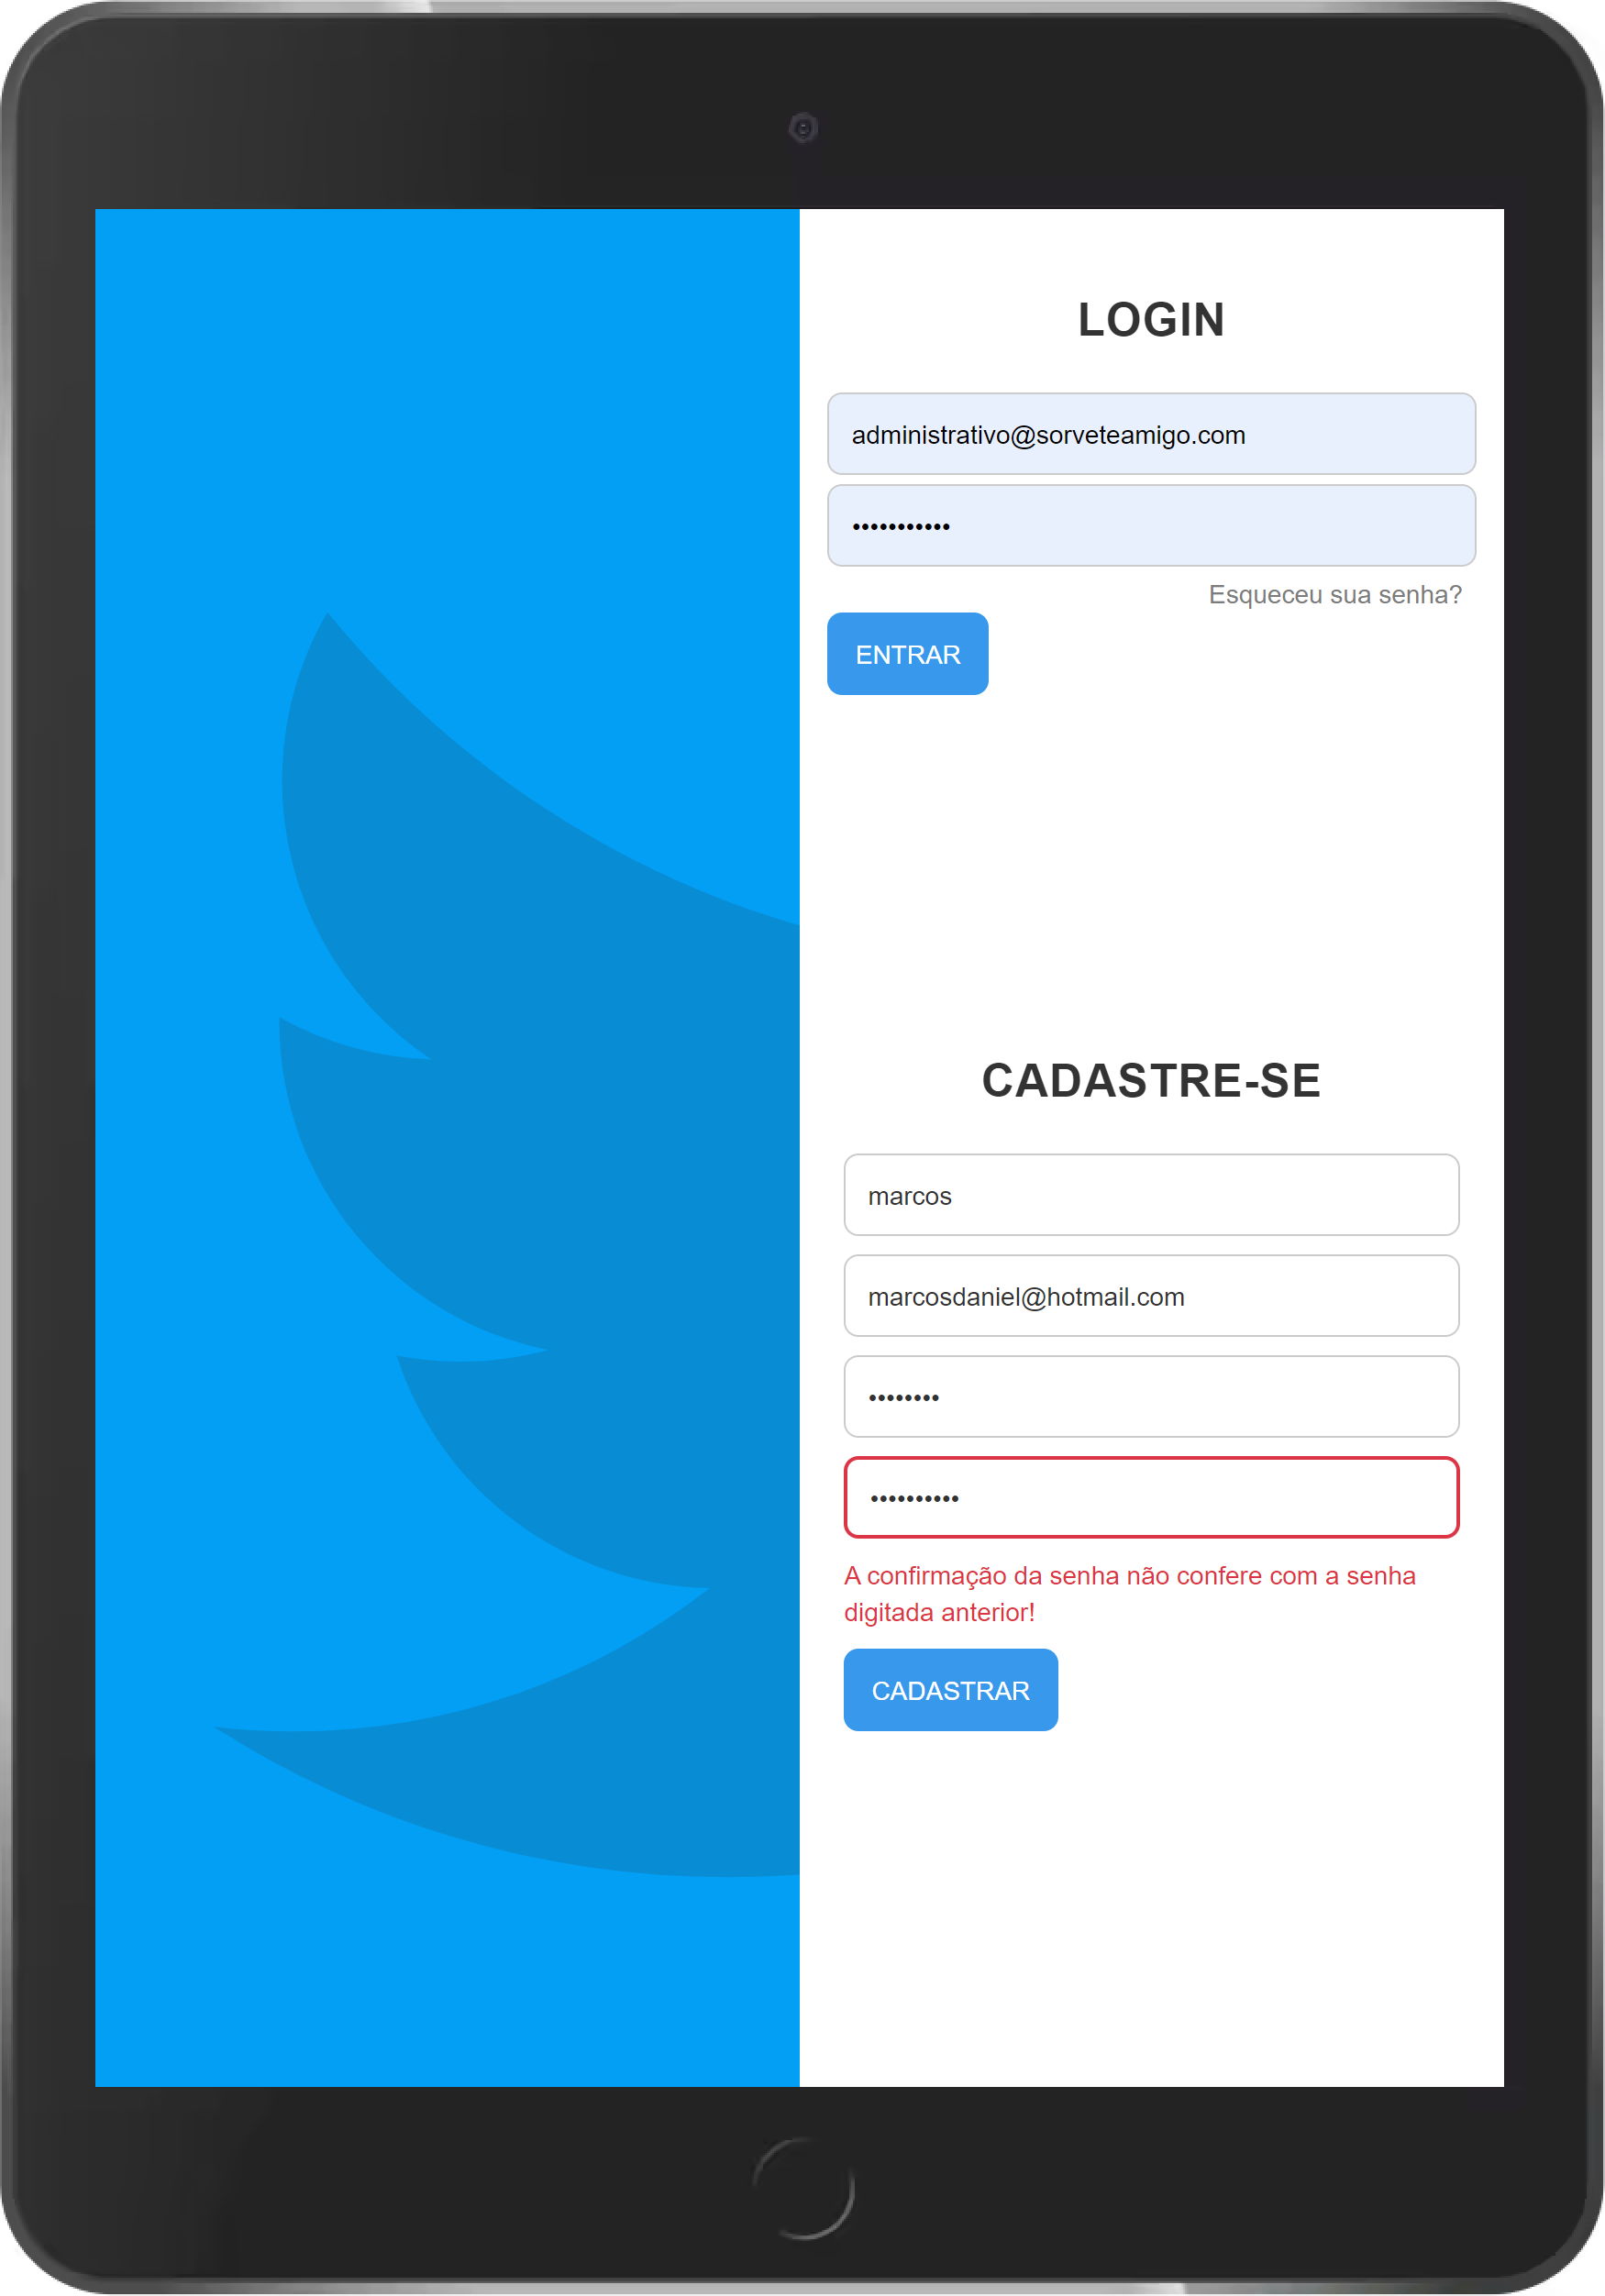 LOGIN
administrativo@sorveteamigo.com
•••••••••••
Esqueceu sua senha?
ENTRAR
CADASTRE-SE
marcos
marcosdaniel@hotmail.com
••••••••
••••••••••
A confirmação da senha não confere com a senha
digitada anterior!
CADASTRAR